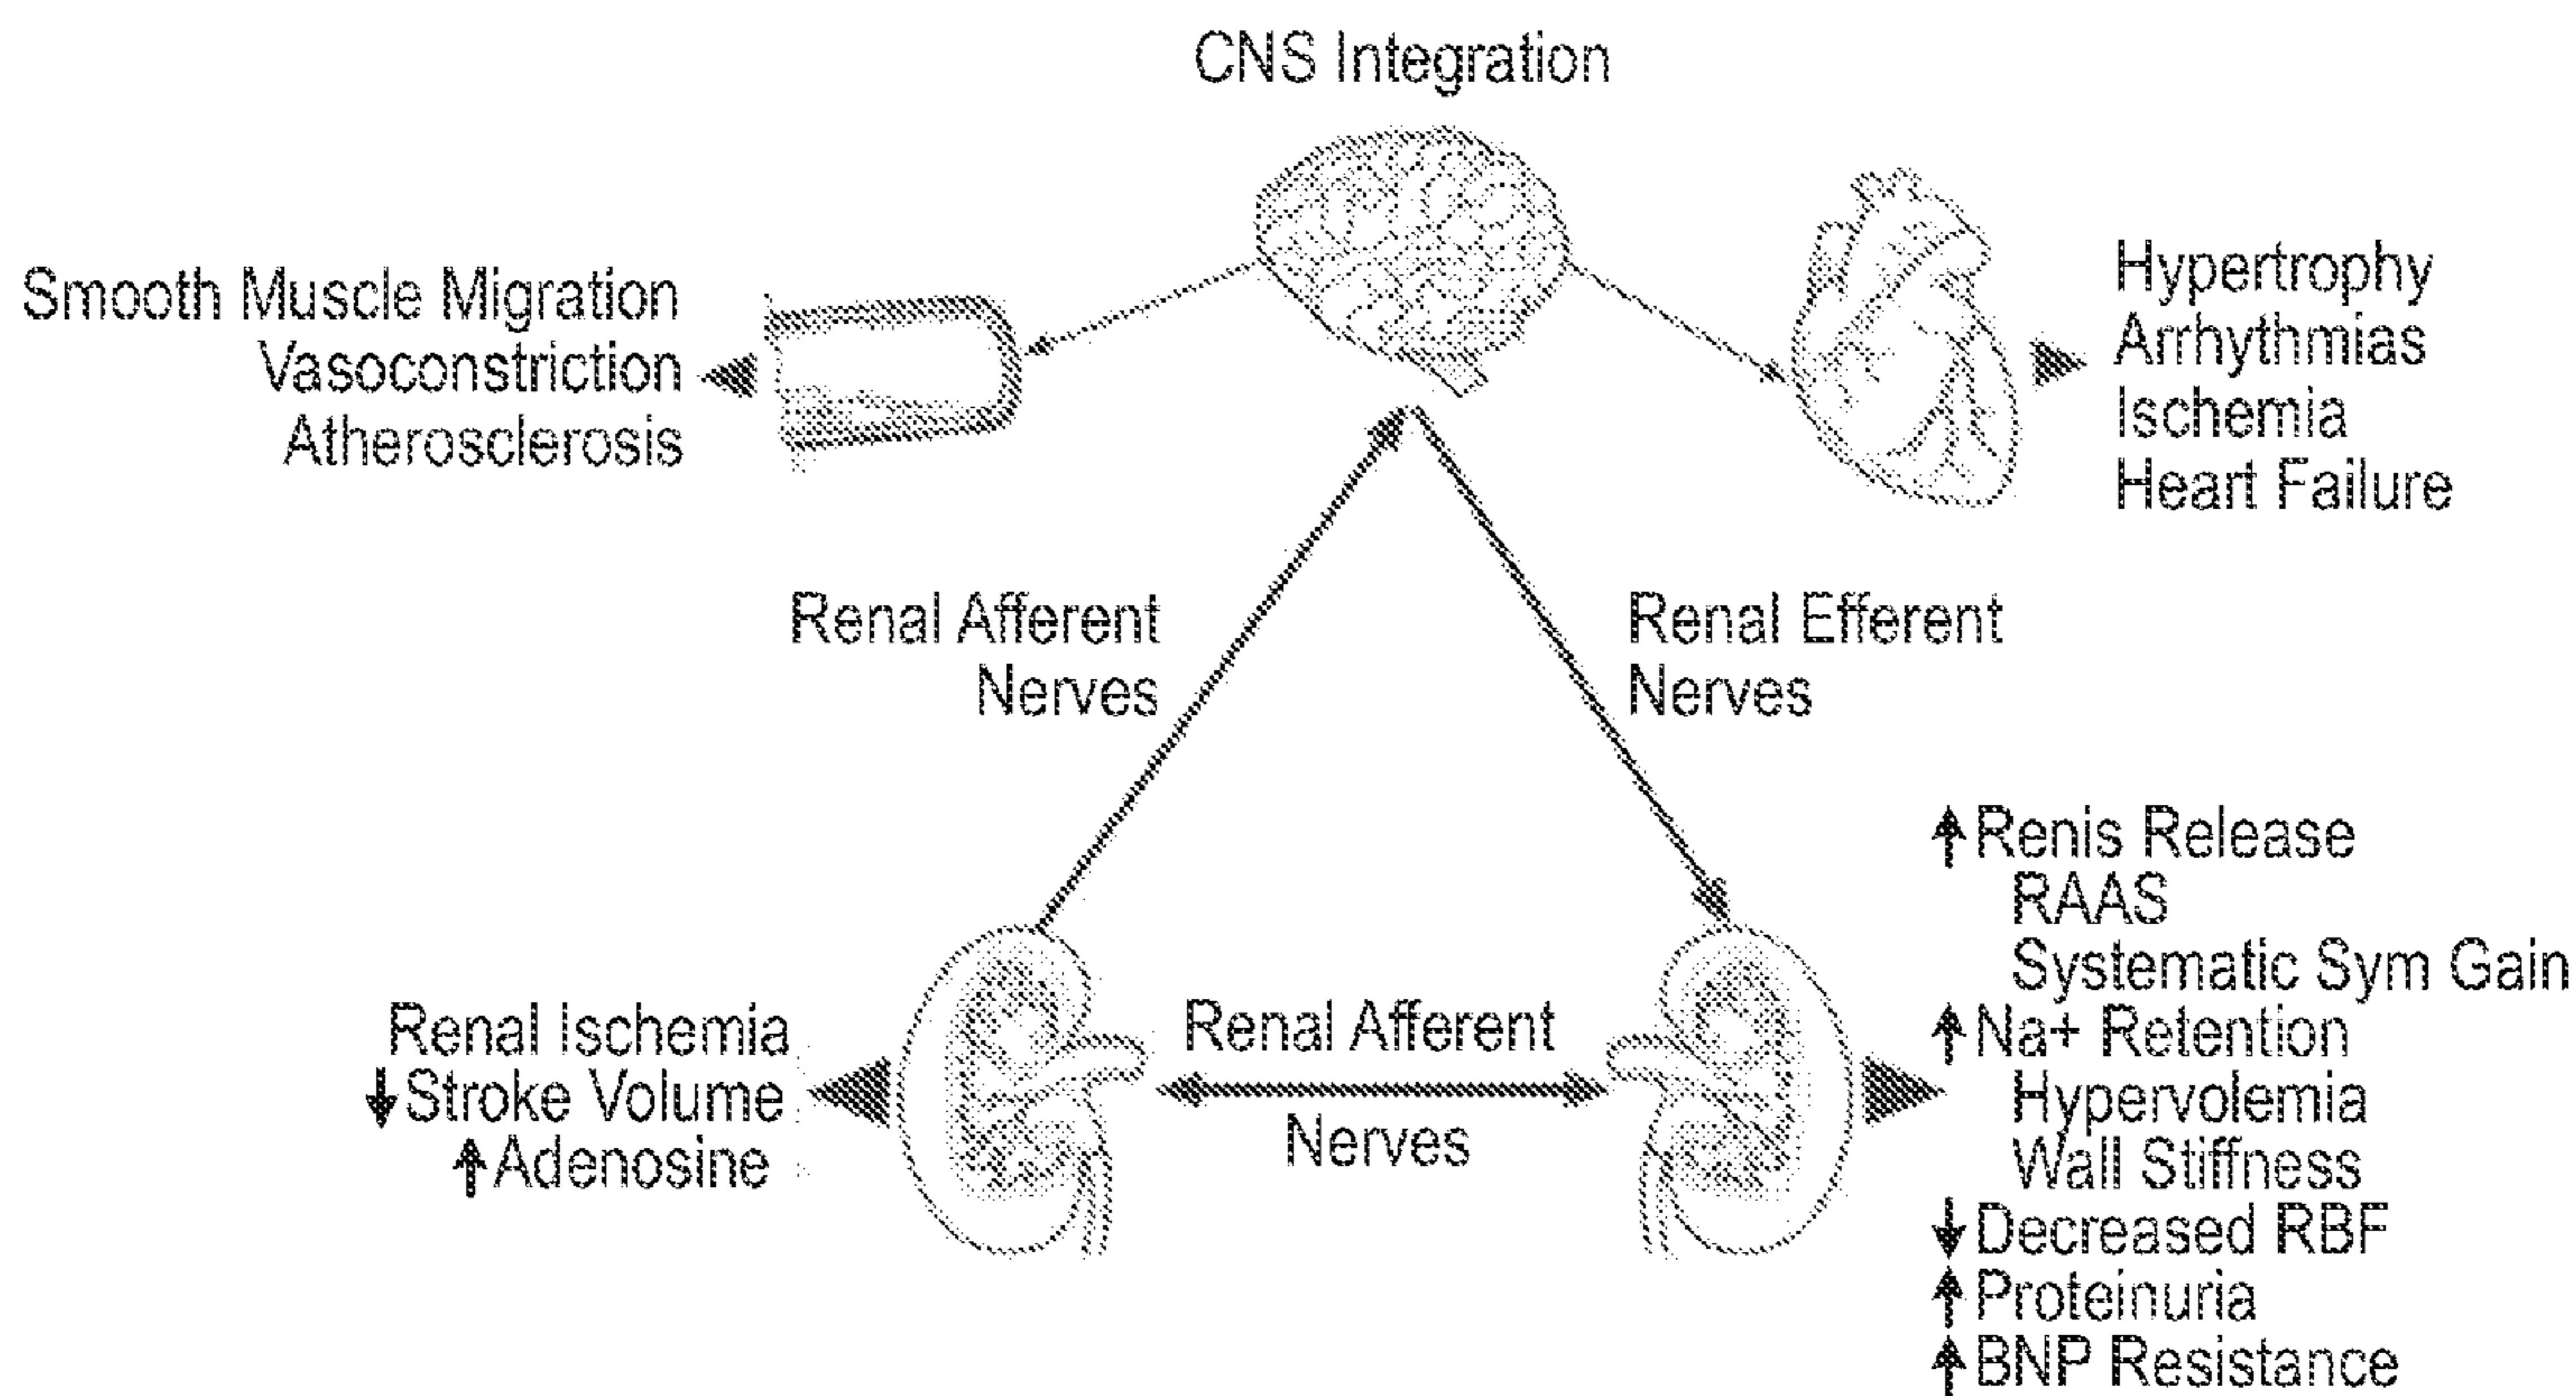 CNS Integration
Smooth Muscle Migration
Vasoconstriction
Atherosclerosis
Hypertrophy
Arrhythmias
Ischemia
Heart Failure
Renal Afferent
Nerves
Renal Efferent
Nerves
Renal Ischemia
↓Stroke Volume
↑Adenosine
Renal Afferent
Nerves
↑Renis Release
RAAS
Systematic Sym Gain
↑Na+ Retention
Hypervolemia
Wall Stiffness
↓Decreased RBF
↑Proteinuria
↑BNP Resistance